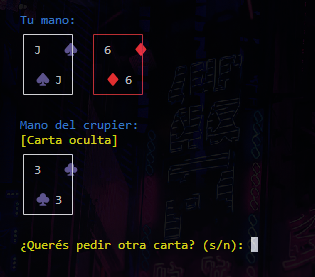 Tu mano:
J ♠ 6 ♦
♠ J ♦ 6
Mano del crupier:
[Carta oculta]
3 ♣
♣ 3
¿Querés pedir otra carta? (s/n):